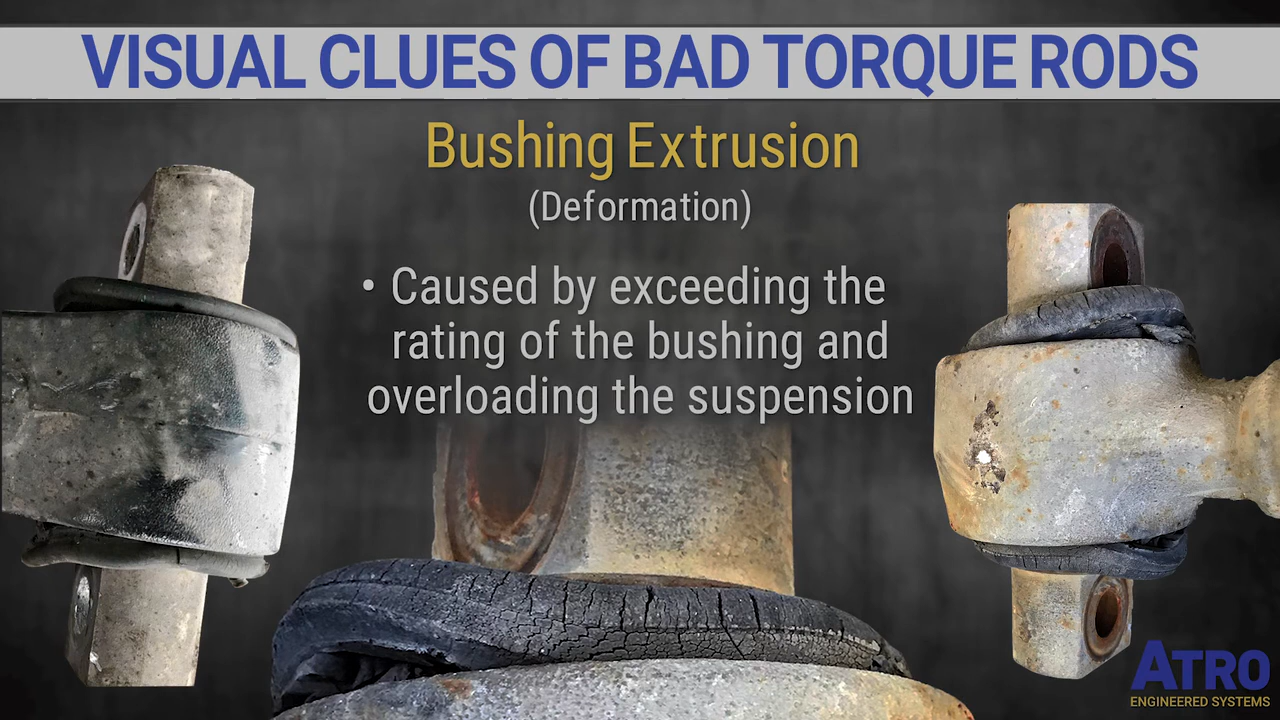 VISUAL CLUES OF BAD TORQUE RODS
Bushing Extrusion
(Deformation)
• Caused by exceeding the
rating of the bushing and
overloading the suspension
ATRO
ENGINEERED SYSTEMS